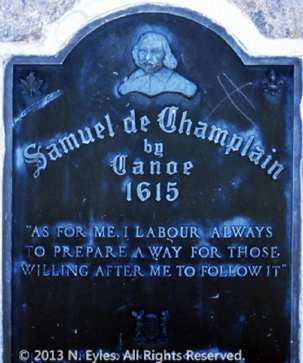 Samuel de Champlain
by
Canoe
1615
"AS FOR ME, I LABOUR ALWAYS
TO PREPARE A WAY FOR THOSE
WILLING AFTER ME TO FOLLOW IT"
© 2013 N. Eyles. All Rights Reserved.